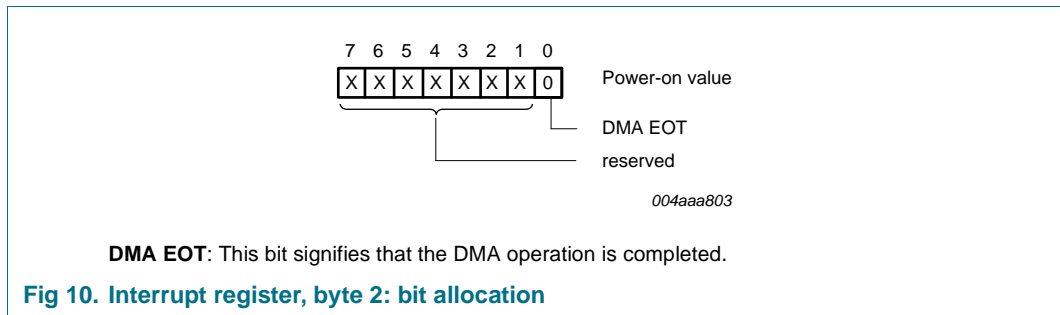 7 6 5 4 3 2 1 0
X X X X X X X 0 Power-on value
DMA EOT
reserved
004aaa803
DMA EOT: This bit signifies that the DMA operation is completed.
Fig 10. Interrupt register, byte 2: bit allocation